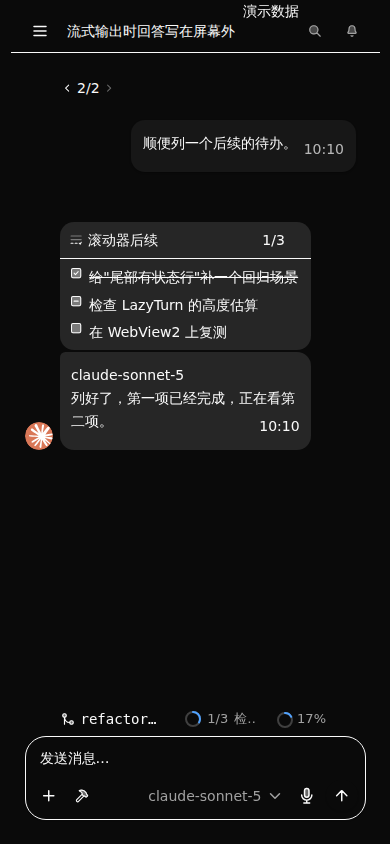 演示数据
流式输出时回答写在屏幕外
2/2
顺便列一个后续的待办。 10:10
滚动器后续 1/3
给"尾部有状态行"补一个回归场景
检查 LazyTurn 的高度估算
在 WebView2 上复测
claude-sonnet-5
列好了，第一项已经完成，正在看第
二项。 10:10
refactor… 1/3 检.. 17%
发送消息…
claude-sonnet-5